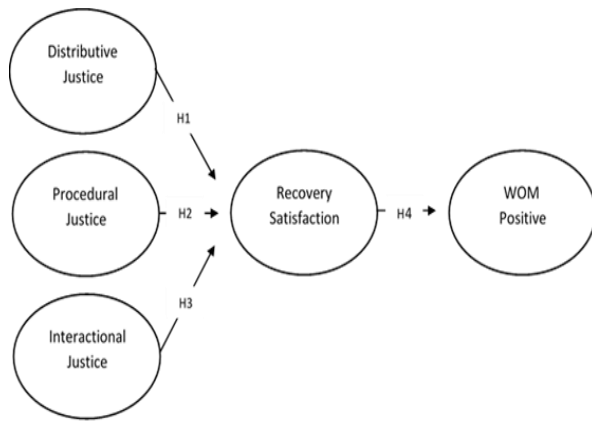 Distributive
Justice
H1
Procedural
Justice
H2
Recovery
Satisfaction
H4
WOM
Positive
H3
Interactional
Justice